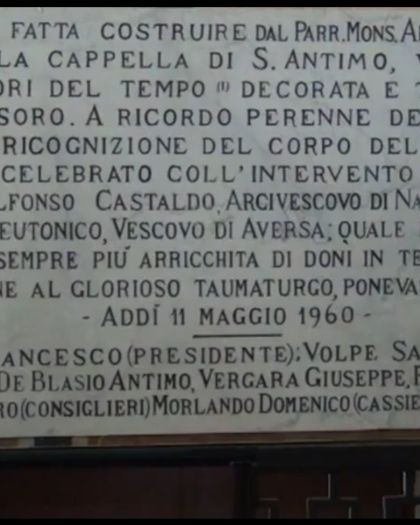 FATTA COSTRUIRE DAL PARR. MONS. A
LA CAPPELLA DI S. ANTIMO,
ORI DEL TEMPO (1) DECORATA E
SORO. A RICORDO PERENNE DE
RICOGNIZIONE DEL CORPO DEL
CELEBRATO COLL'INTERVENTO
LFONSO CASTALDO, ARCIVESCOVO DI NA
EUTONICO, VESCOVO DI AVERSA; QUALE
SEMPRE PIU' ARRICCHITA DI DONI IN TE
NE AL GLORIOSO TAUMATURGO, PONEVA
- ADDÌ 11 MAGGIO 1960 -
ANCESCO (PRESIDENTE); VOLPE SA
DE BLASIO ANTIMO, VERGARA GIUSEPPE,
RO (CONSIGLIERI) MORLANDO DOMENICO (CASSIE